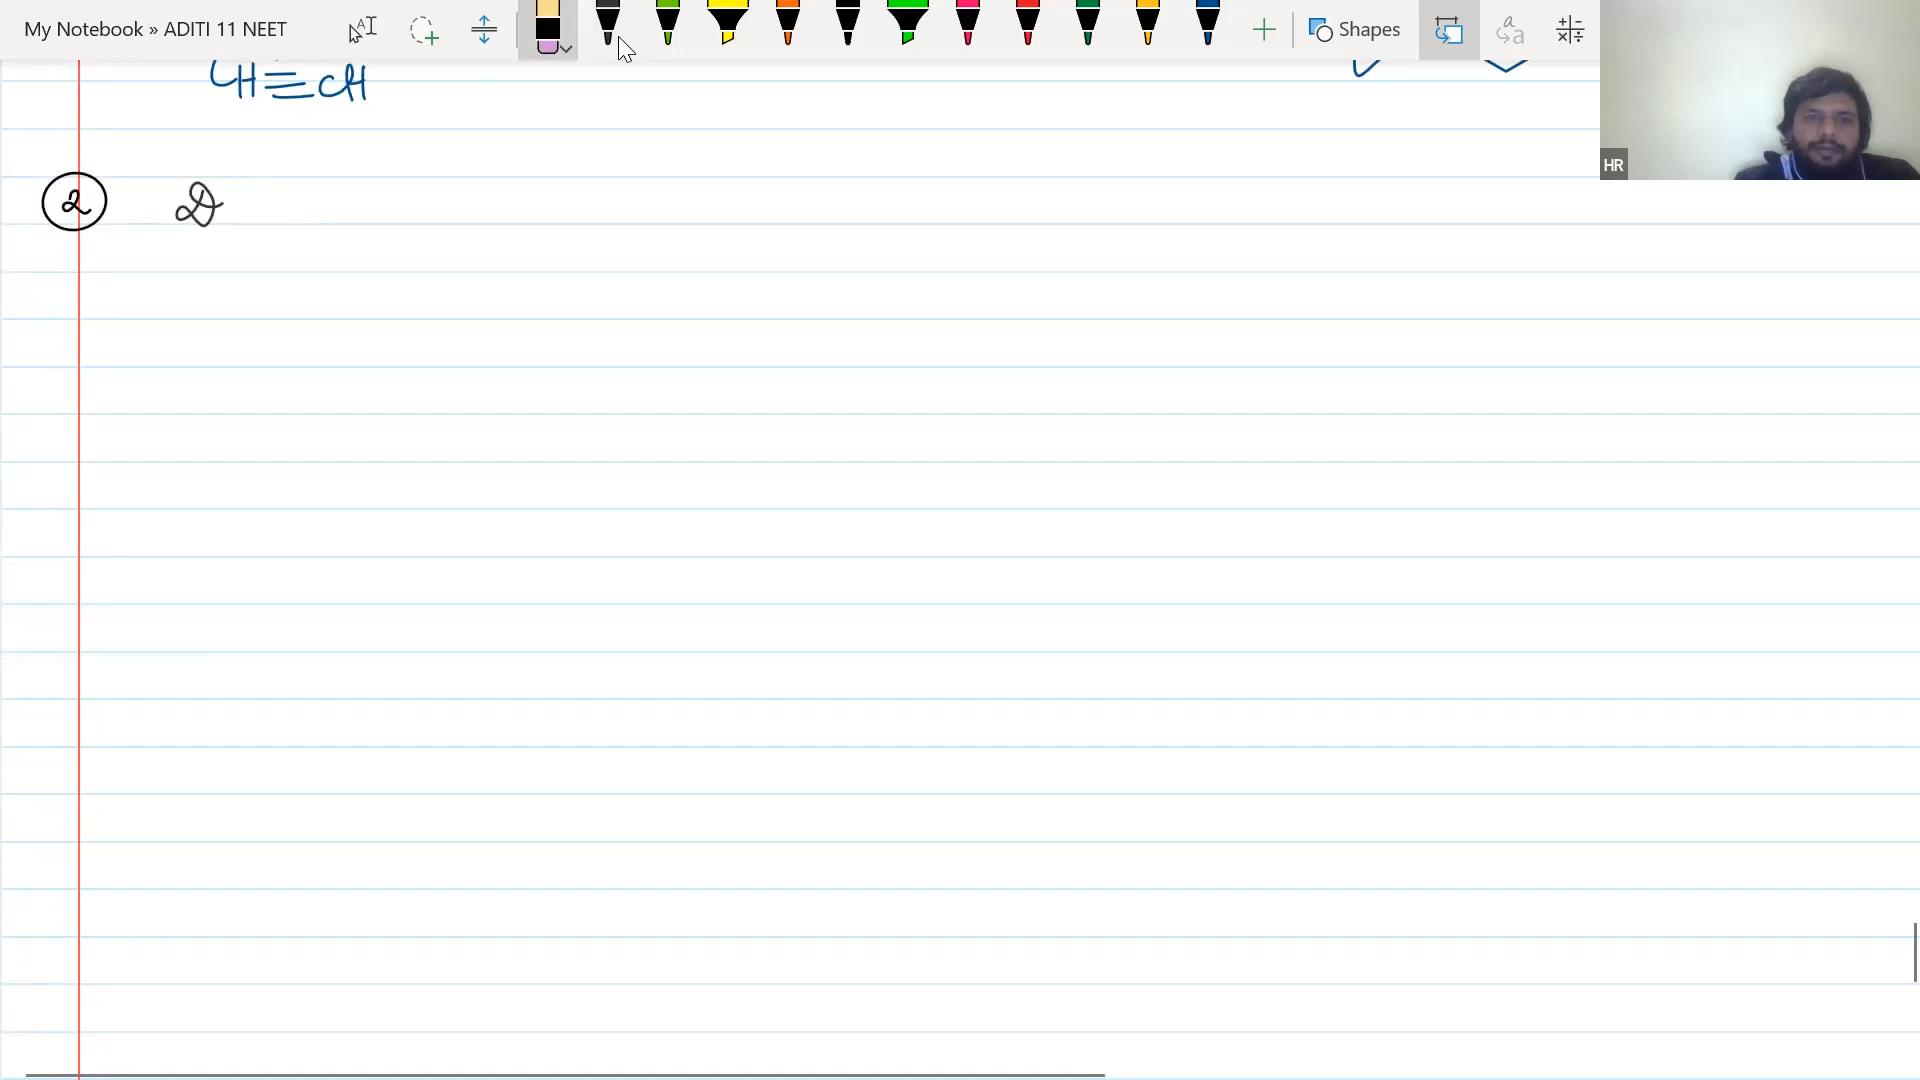 My Notebook » ADITI 11 NEET
Shapes
CH≡CH
HR
② D